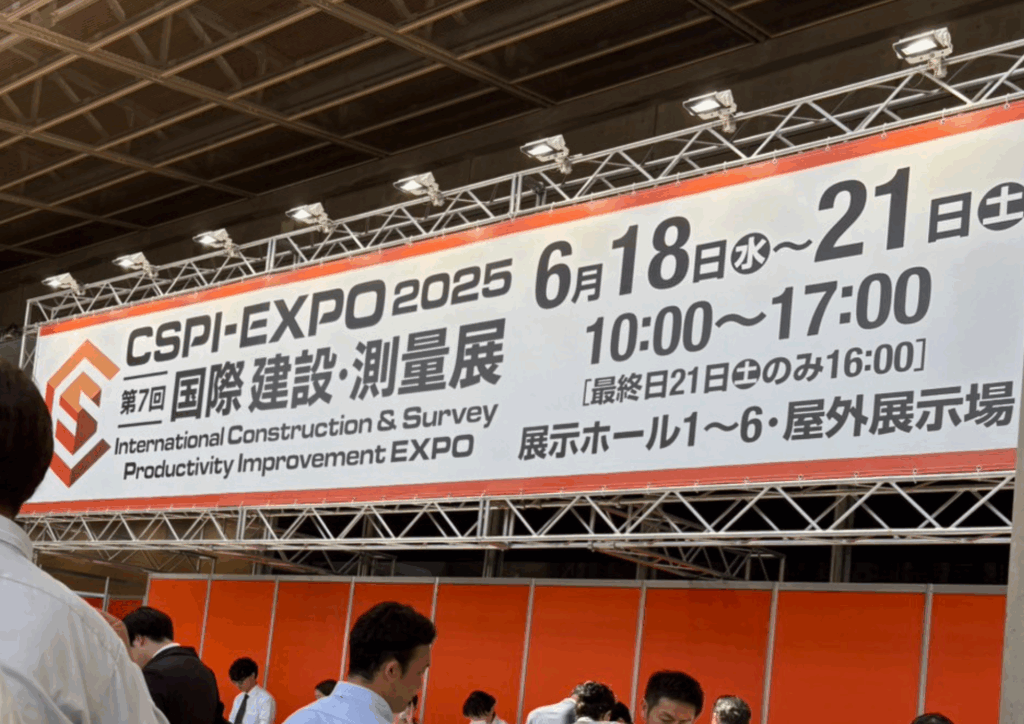 CSPI-EXPO 2025
第7回 国際 建設・測量展
International Construction & Survey
Productivity Improvement EXPO
6月18日㊌～21日㊏
10:00～17:00
[最終日21日㊏のみ16:00]
展示ホール1～6・屋外展示場